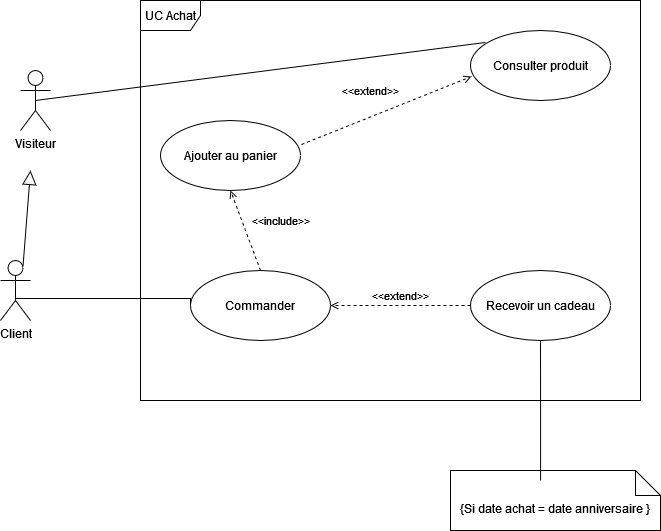 UC Achat
Consulter produit
<<extend>>
Visiteur
Ajouter au panier
<<include>>
Commander
<<extend>>
Recevoir un cadeau
Client
{Si date achat = date anniversaire }